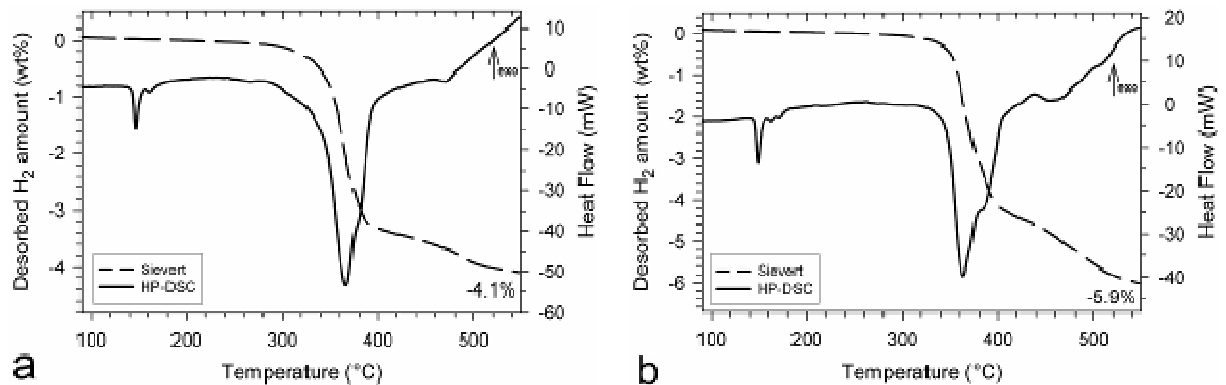 0
-1
-2
-3
-4
Desorbed H2 amount (wt%)
10
0
-10
-20
-30
-40
-50
-60
Heat Flow (mW)
exo
Sievert
HP-DSC
-4.1%
100
200
300
400
500
Temperature (°C)
a
0
-1
-2
-3
-4
-5
-6
Desorbed H2 amount (wt%)
20
10
0
-10
-20
-30
-40
Heat Flow (mW)
exo
Sievert
HP-DSC
-5.9%
100
200
300
400
500
Temperature (°C)
b